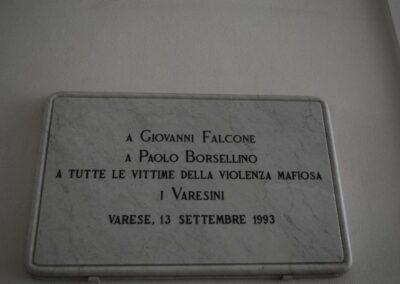 A GIOVANNI FALCONE
A PAOLO BORSELLINO
A TUTTE LE VITTIME DELLA VIOLENZA MAFIOSA
I VARESINI
VARESE, 13 SETTEMBRE 1993